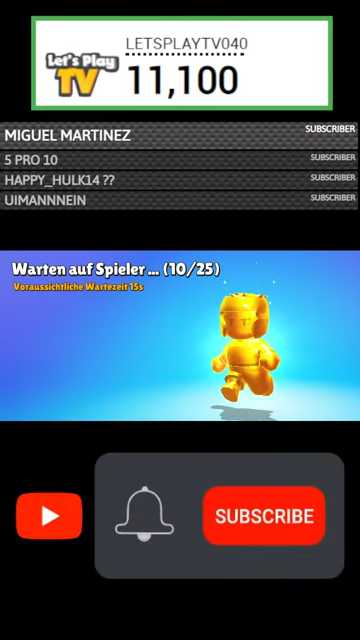 LETSPLAYTV040
Let's Play
TV
11,100
MIGUEL MARTINEZ SUBSCRIBER
5 PRO 10 SUBSCRIBER
HAPPY_HULK14 ?? SUBSCRIBER
UIMANNNEIN SUBSCRIBER
Warten auf Spieler ... (10/25)
Voraussichtliche Wartezeit 15s
SUBSCRIBE